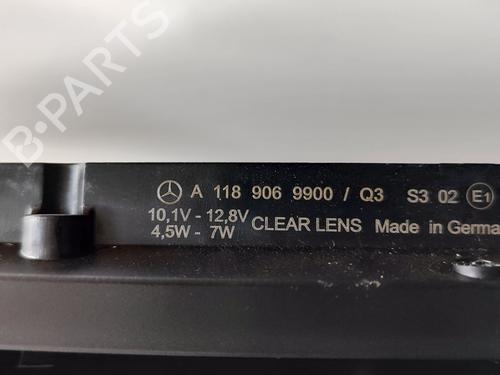 B-PARTS
A 118 906 9900 / Q3 S3 02 E1
10,1V - 12,8V
4,5W - 7W CLEAR LENS Made in Germa